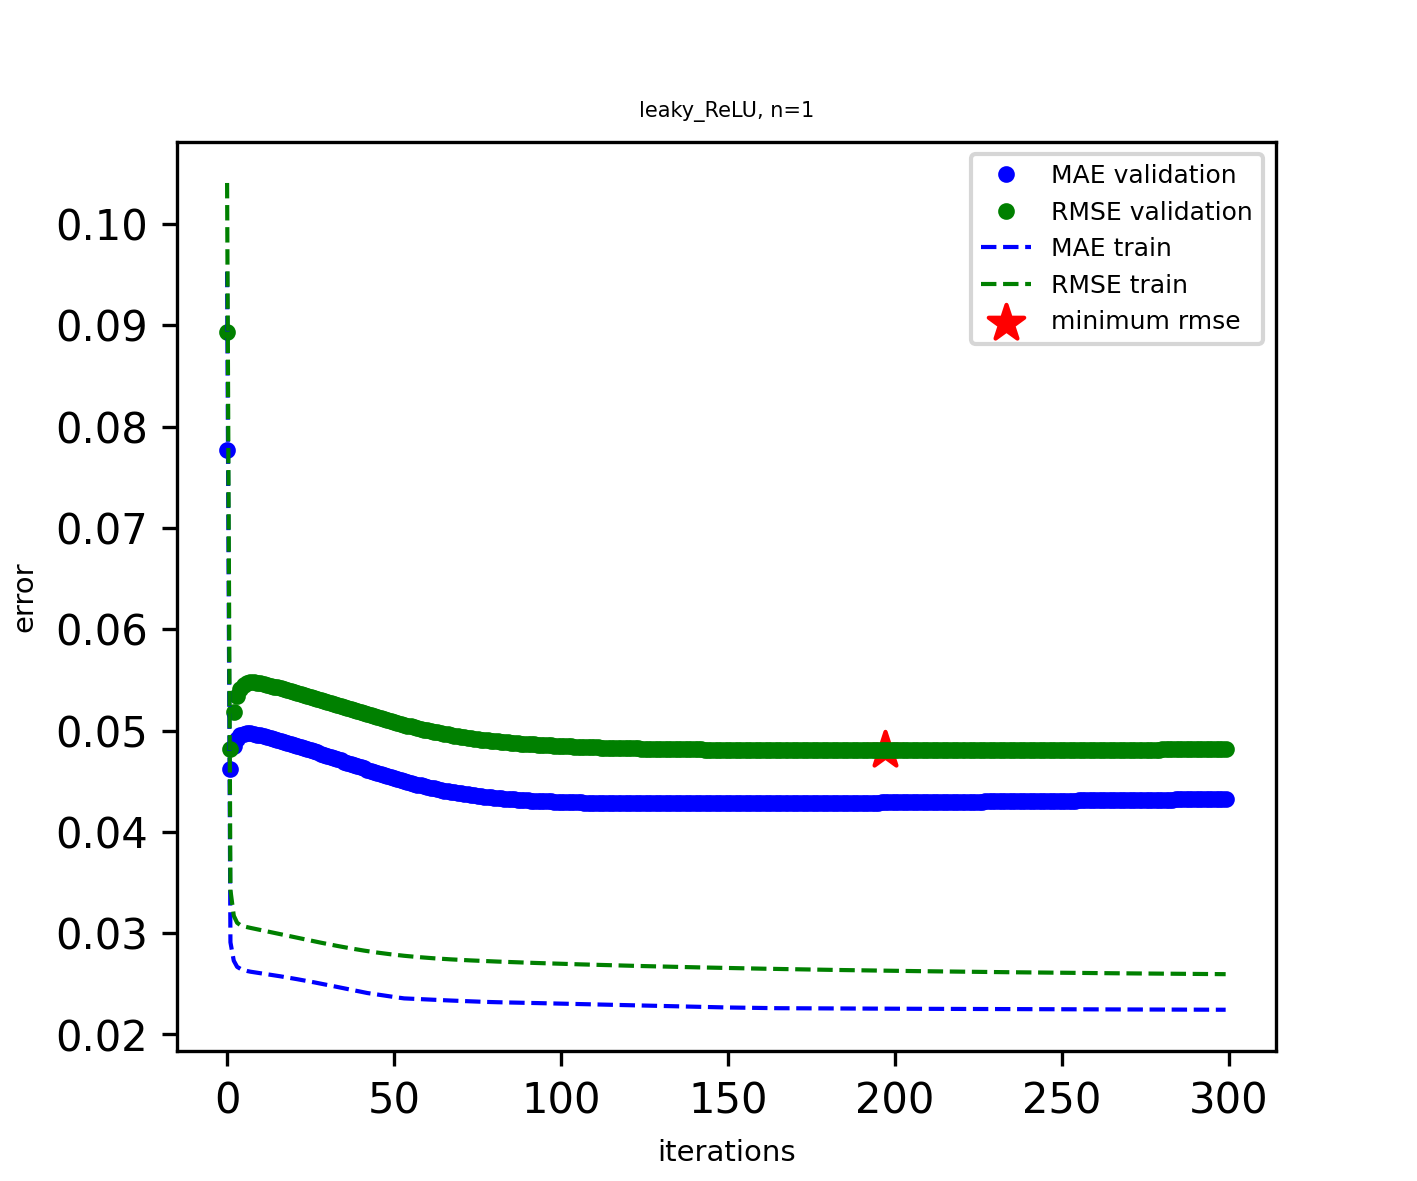 leaky_ReLU, n=1
MAE validation
RMSE validation
MAE train
RMSE train
minimum rmse
0.10
0.09
0.08
0.07
0.06
0.05
0.04
0.03
0.02
error
0 50 100 150 200 250 300
iterations